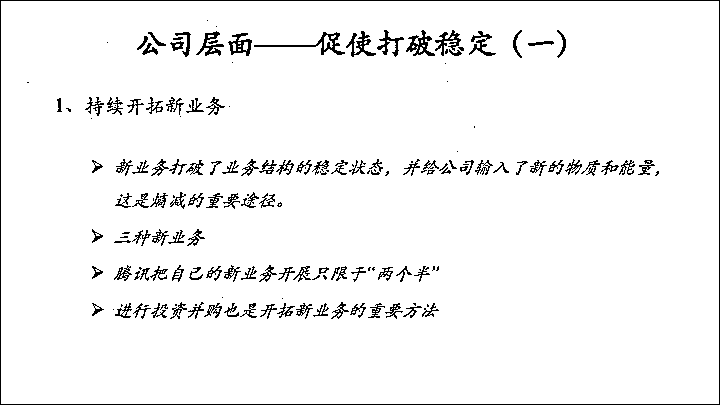 公司层面——促使打破稳定（一）
1、持续开拓新业务
➢ 新业务打破了业务结构的稳定状态，并给公司输入了新的物质和能量，
这是熵减的重要途径。
➢ 三种新业务
➢ 腾讯把自己的新业务开展只限于“两个半”
➢ 进行投资并购也是开拓新业务的重要方法